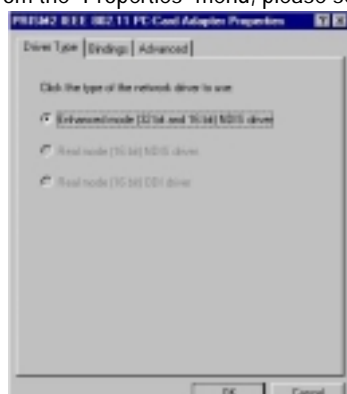 om the "Properties" menu, please se
PRISM2 IEEE 802.11 PC Card Adapter Properties
Driver Type Bindings Advanced
Click the type of the network driver to use.
Enhanced mode (32 bit and 16 bit) NDIS driver
Real mode (16 bit) NDIS driver
Real mode (16 bit) ODI driver
OK Cancel